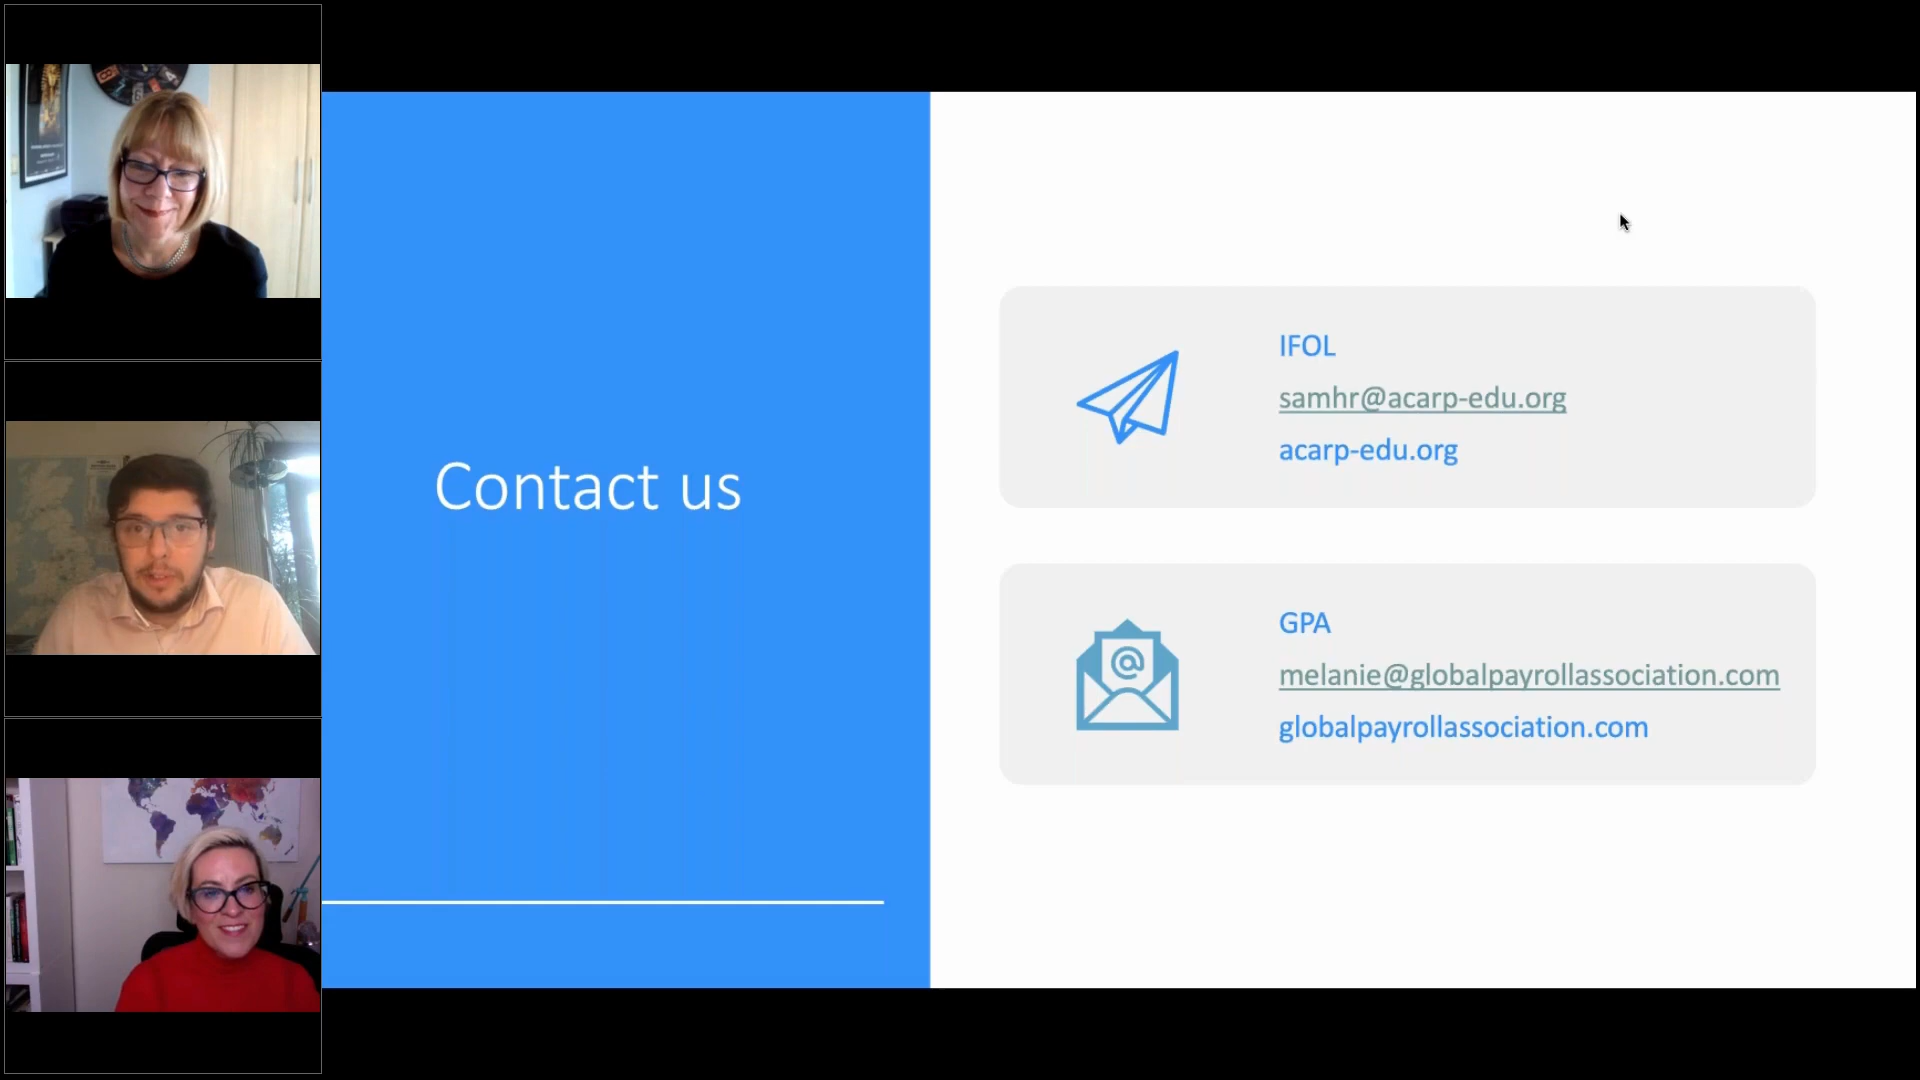 Contact us
IFOL
samhr@acarp-edu.org
acarp-edu.org
GPA
melanie@globalpayrollassociation.com
globalpayrollassociation.com